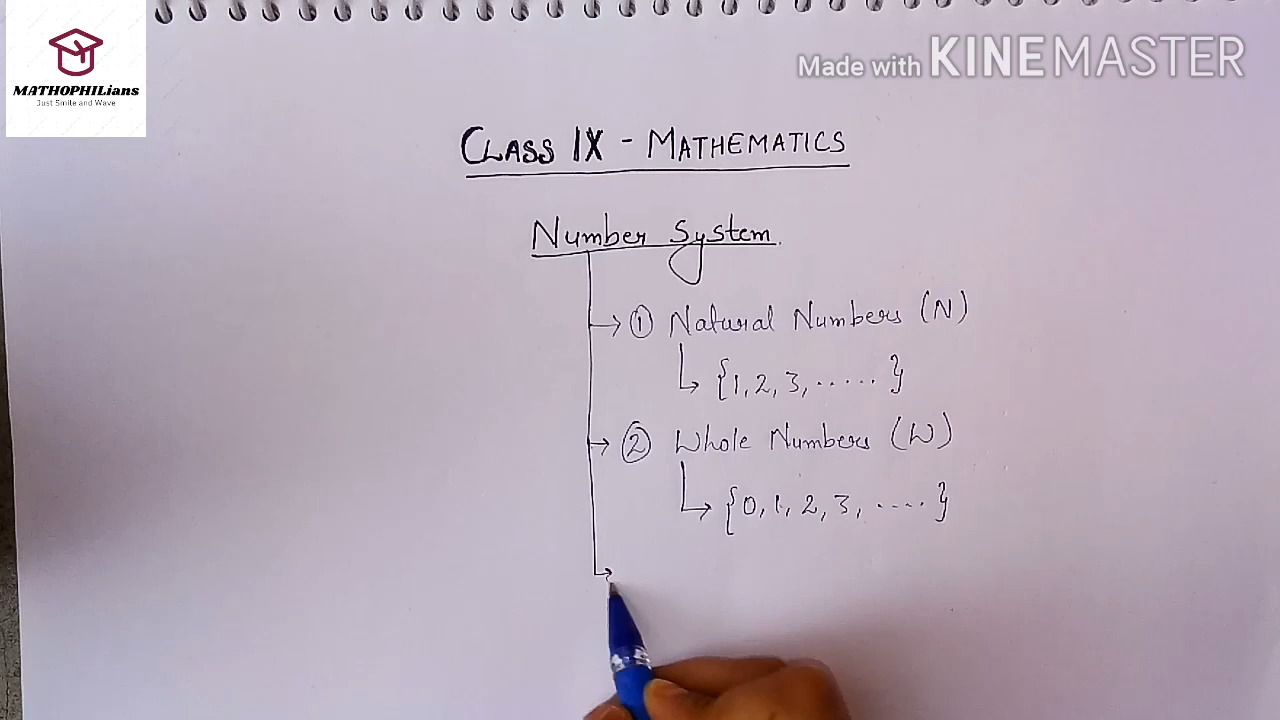 MATHOPHILians
Just Smile and Wave
Made with KINEMASTER
CLASS IX - MATHEMATICS
Number System
① Natural Numbers (N)
{1, 2, 3, ..... }
② Whole Numbers (W)
{0, 1, 2, 3, ..... }